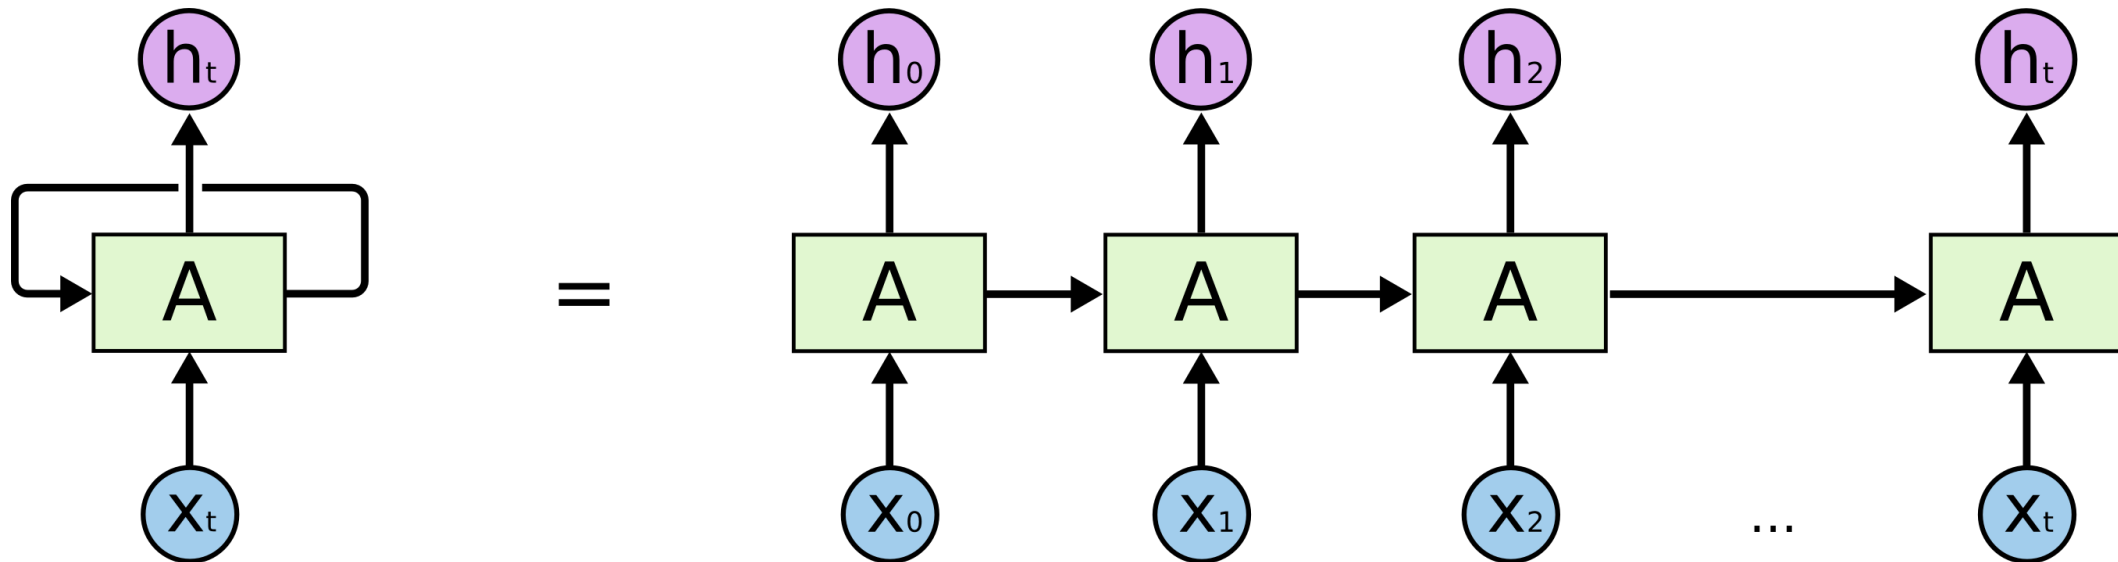 hₜ h₀ h₁ h₂ hₜ
A = A A A A
xₜ x₀ x₁ x₂ ... xₜ